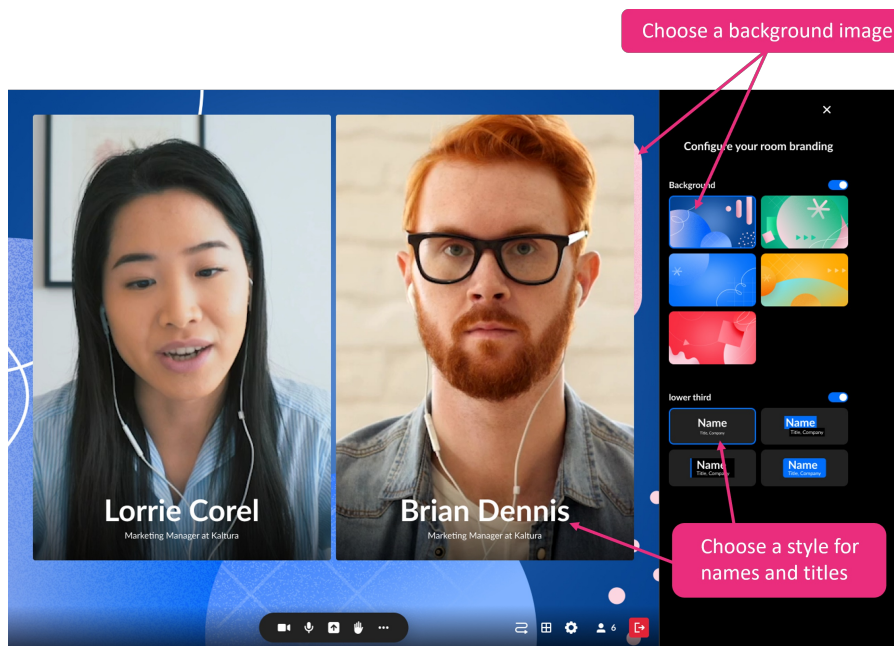 Choose a background image
Configure your room branding
Background
lower third
Name
Title, Company
Name
Title, Company
Name
Title, Company
Name
Title, Company
Lorrie Corel
Marketing Manager at Kaltura
Brian Dennis
Marketing Manager at Kaltura
Choose a style for
names and titles
6